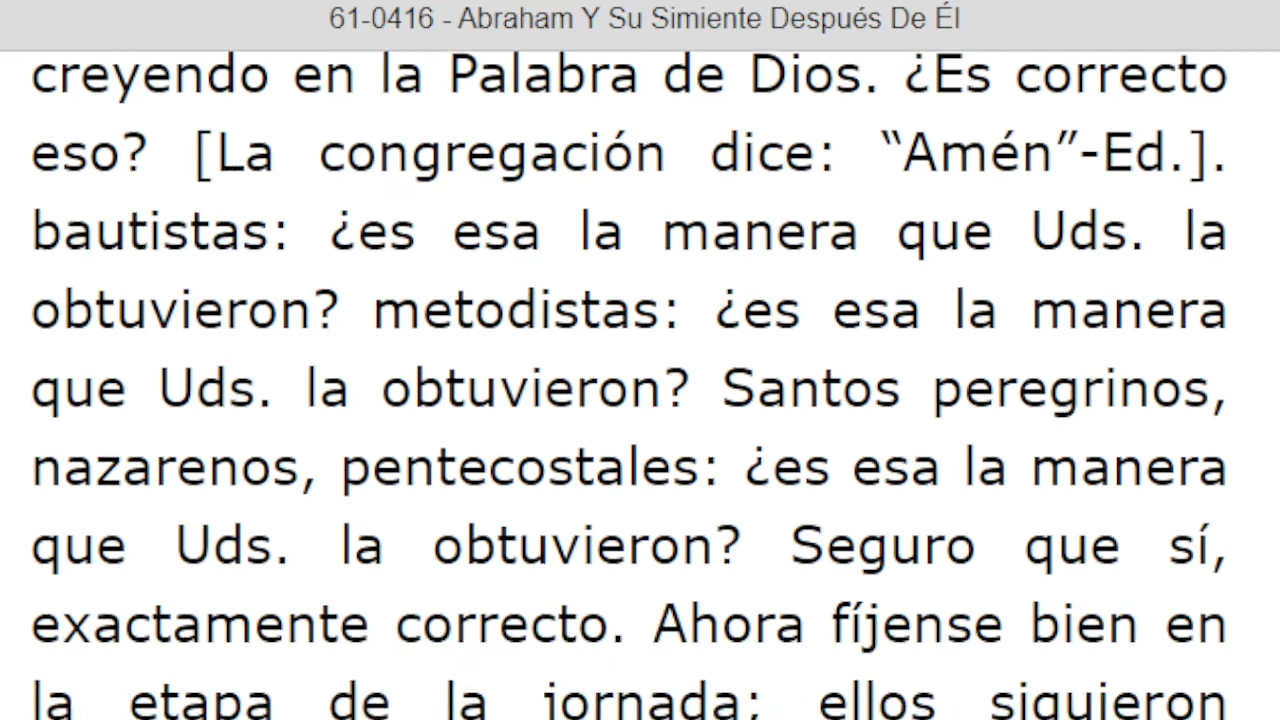 61-0416 - Abraham Y Su Simiente Después De Él
creyendo en la Palabra de Dios. ¿Es correcto
eso? [La congregación dice: “Amén”-Ed.].
bautistas: ¿es esa la manera que Uds. la
obtuvieron? metodistas: ¿es esa la manera
que Uds. la obtuvieron? Santos peregrinos,
nazarenos, pentecostales: ¿es esa la manera
que Uds. la obtuvieron? Seguro que sí,
exactamente correcto. Ahora fíjense bien en
la etapa de la jornada; ellos siguieron